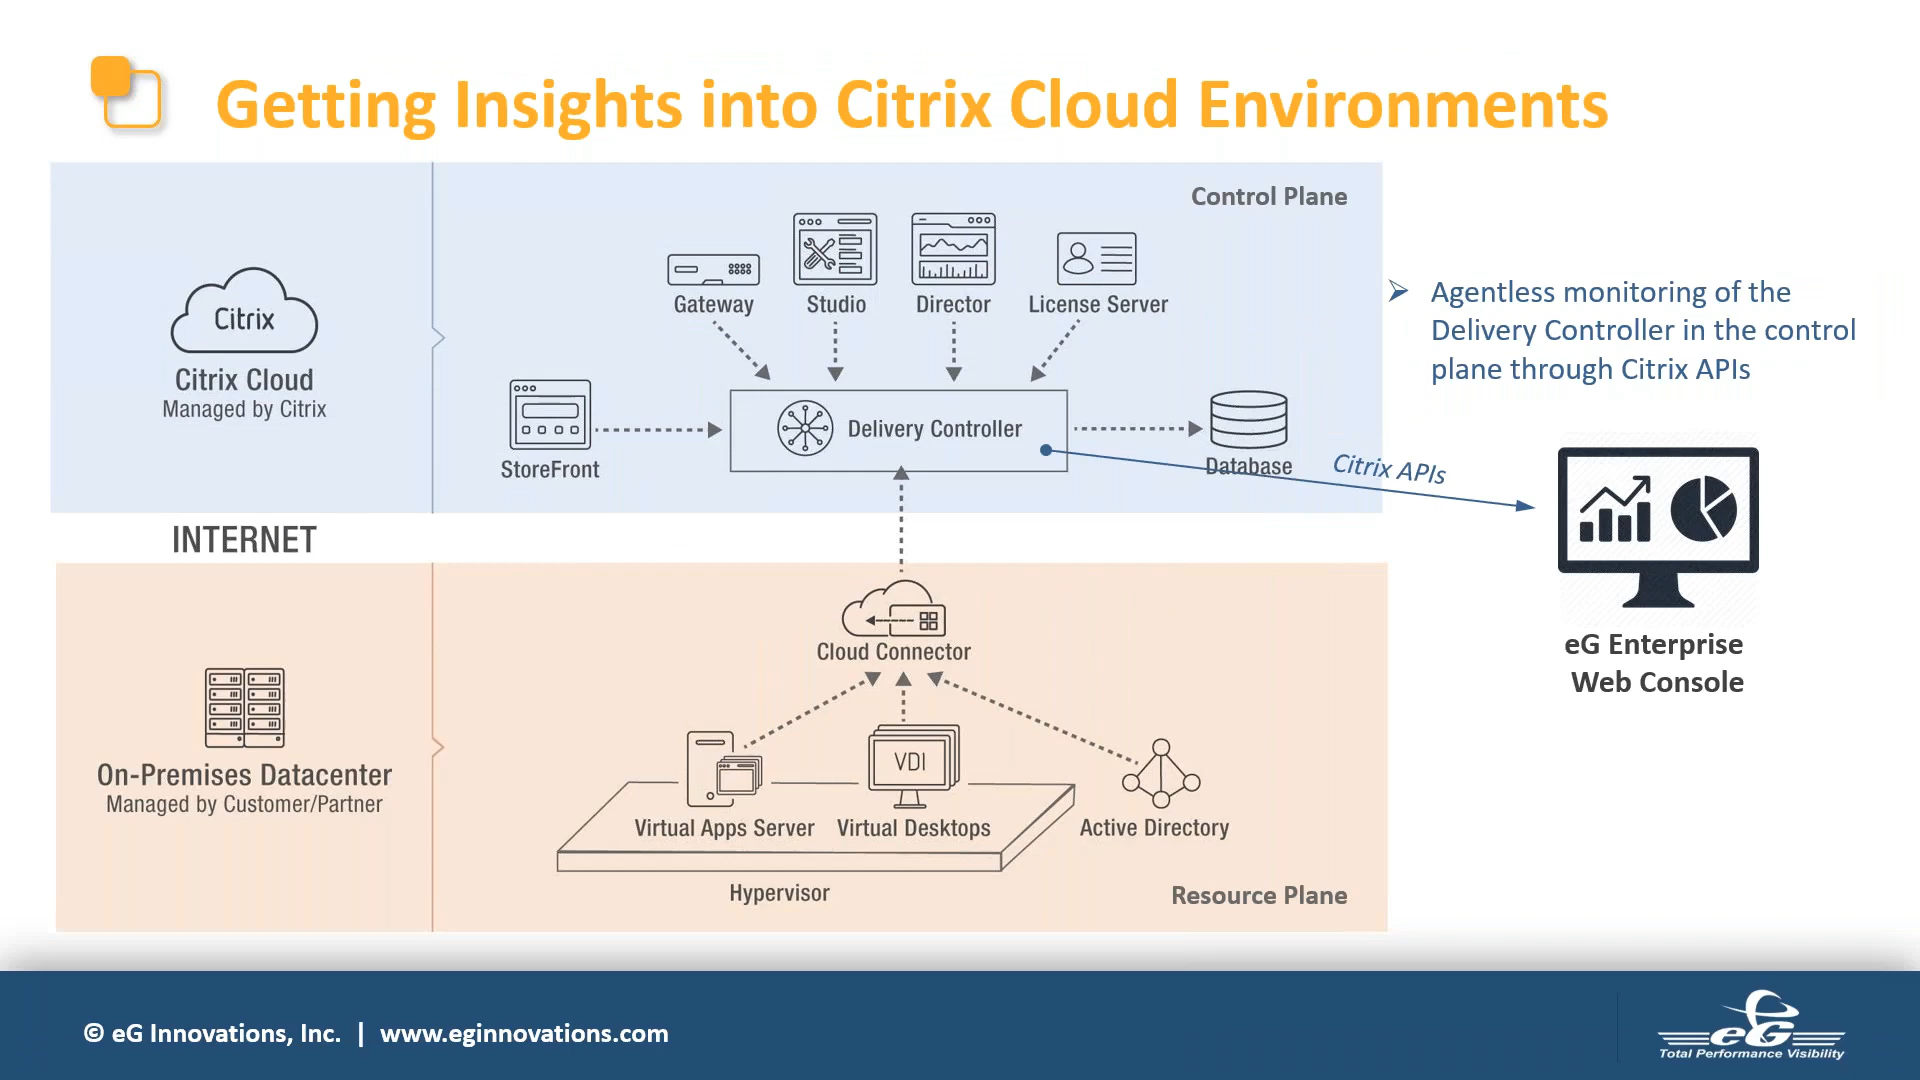 Getting Insights into Citrix Cloud Environments
Control Plane
Citrix
Citrix Cloud
Managed by Citrix
Gateway
Studio
Director
License Server
StoreFront
Delivery Controller
Database
Citrix APIs
➢ Agentless monitoring of the
Delivery Controller in the control
plane through Citrix APIs
eG Enterprise
Web Console
INTERNET
On-Premises Datacenter
Managed by Customer/Partner
Cloud Connector
VDI
Virtual Apps Server
Virtual Desktops
Active Directory
Hypervisor
Resource Plane
© eG Innovations, Inc. | www.eginnovations.com
eG
Total Performance Visibility